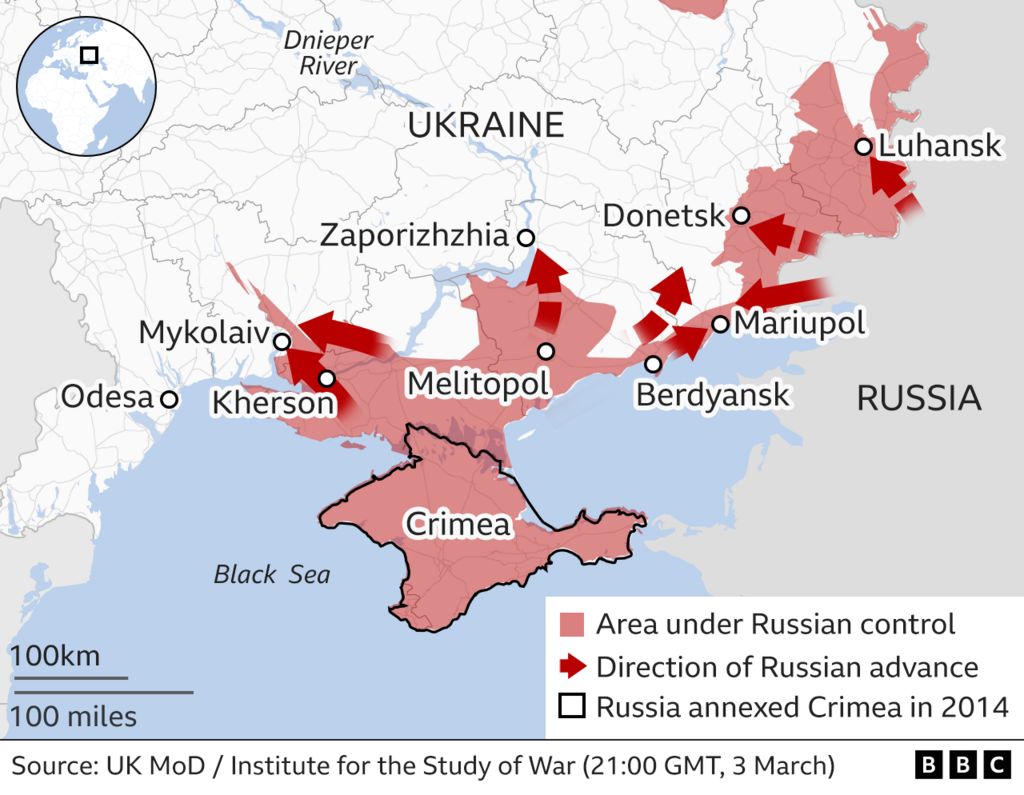 Dnieper
River
UKRAINE
Luhansk
Donetsk
Zaporizhzhia
Mariupol
Mykolaiv
Melitopol
Berdyansk
Odesa
Kherson
RUSSIA
Crimea
Black Sea
Area under Russian control
Direction of Russian advance
Russia annexed Crimea in 2014
100km
100 miles
Source: UK MoD / Institute for the Study of War (21:00 GMT, 3 March)
BBC